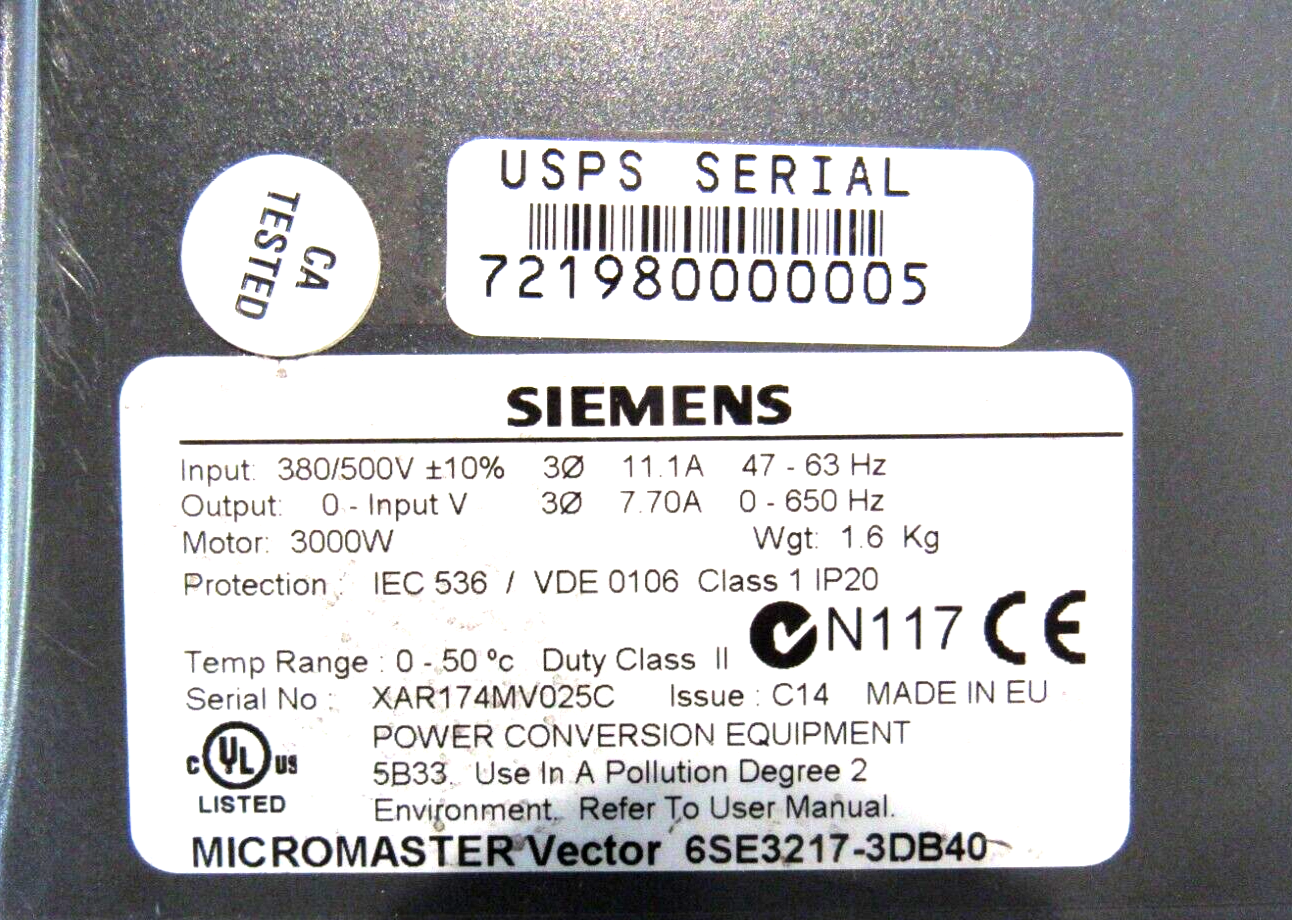 CA
TESTED
USPS SERIAL
721980000005
SIEMENS
Input: 380/500V ±10% 3Ø 11.1A 47 - 63 Hz
Output: 0 - Input V 3Ø 7.70A 0 - 650 Hz
Motor: 3000W Wgt: 1.6 Kg
Protection : IEC 536 / VDE 0106 Class 1 IP20
N117 CE
Temp Range : 0 - 50 ºc Duty Class II
Serial No : XAR174MV025C Issue : C14 MADE IN EU
C UL US
LISTED
POWER CONVERSION EQUIPMENT
5B33. Use In A Pollution Degree 2
Environment. Refer To User Manual.
MICROMASTER Vector 6SE3217-3DB40